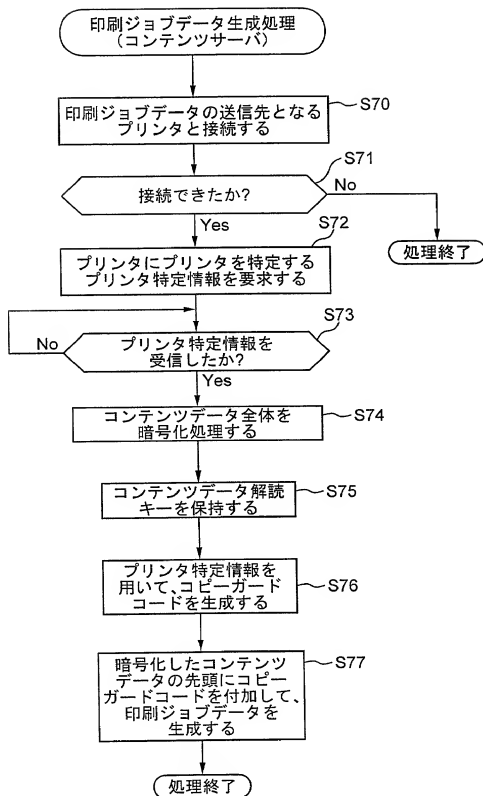 印刷ジョブデータ生成処理
(コンテンツサーバ)
印刷ジョブデータの送信先となる
プリンタと接続する
S70
接続できたか?
S71
No
Yes
処理終了
S72
プリンタにプリンタを特定する
プリンタ特定情報を要求する
S73
プリンタ特定情報を
受信したか?
No
Yes
コンテンツデータ全体を
暗号化処理する
S74
コンテンツデータ解読
キーを保持する
S75
プリンタ特定情報を
用いて、コピーガード
コードを生成する
S76
暗号化したコンテンツ
データの先頭にコピー
ガードコードを付加して、
印刷ジョブデータを
生成する
S77
処理終了